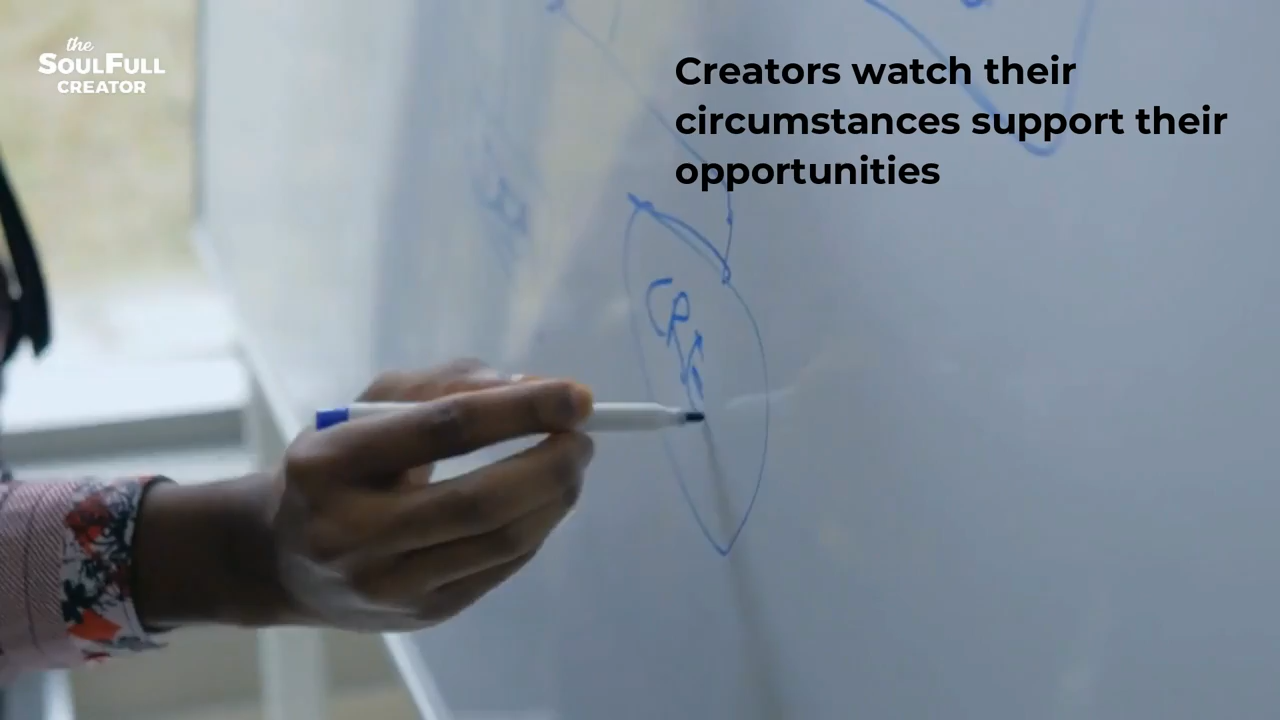 the
SOULFULL
CREATOR
Creators watch their
circumstances support their
opportunities